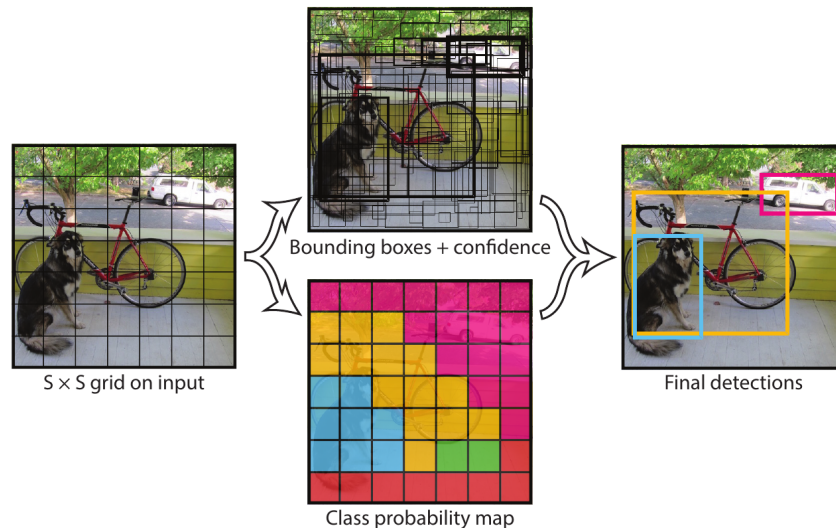 Bounding boxes + confidence
S × S grid on input
Final detections
Class probability map